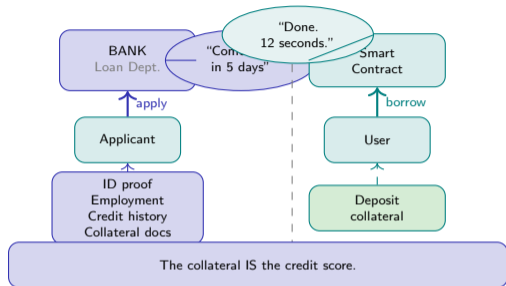 BANK
Loan Dept.
in 5 days”
“Done.
12 seconds.”
Smart
Contract
apply
borrow
Applicant
User
ID proof
Employment
Credit history
Collateral docs
Deposit
collateral
The collateral IS the credit score.